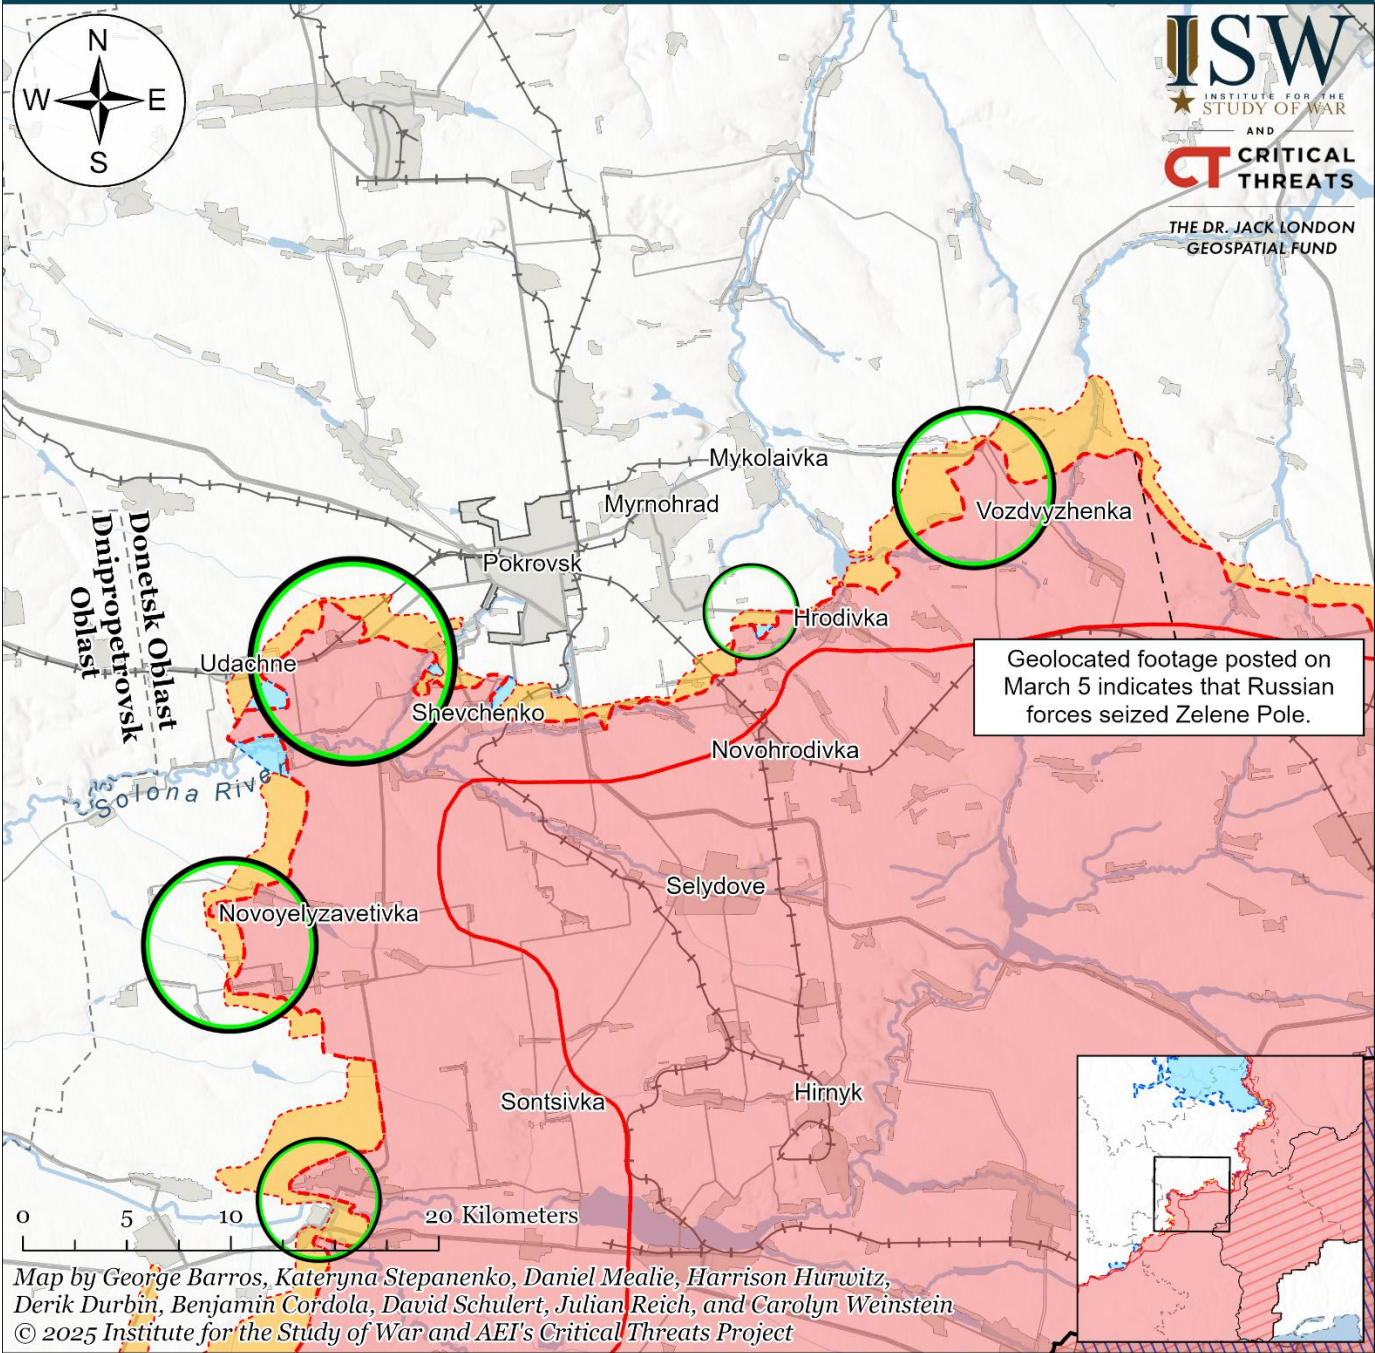 N
W
E
S
ISW
INSTITUTE FOR THE
STUDY OF WAR
AND
CT CRITICAL
THREATS
THE DR. JACK LONDON
GEOSPATIAL FUND
Mykolaivka
Myrnohrad
Vozdvyzhenka
Pokrovsk
Donetsk Oblast
Dnipropetrovsk
Oblast
Hrodivka
Udachne
Geolocated footage posted on
March 5 indicates that Russian
forces seized Zelene Pole.
Shevchenko
Novohrodivka
Solona River
Selydove
Novoyelyzavetivka
Hirnyk
Sontsivka
0 5 10 20 Kilometers
Map by George Barros, Kateryna Stepanenko, Daniel Mealie, Harrison Hurwitz,
Derik Durbin, Benjamin Cordola, David Schulert, Julian Reich, and Carolyn Weinstein
© 2025 Institute for the Study of War and AEI's Critical Threats Project